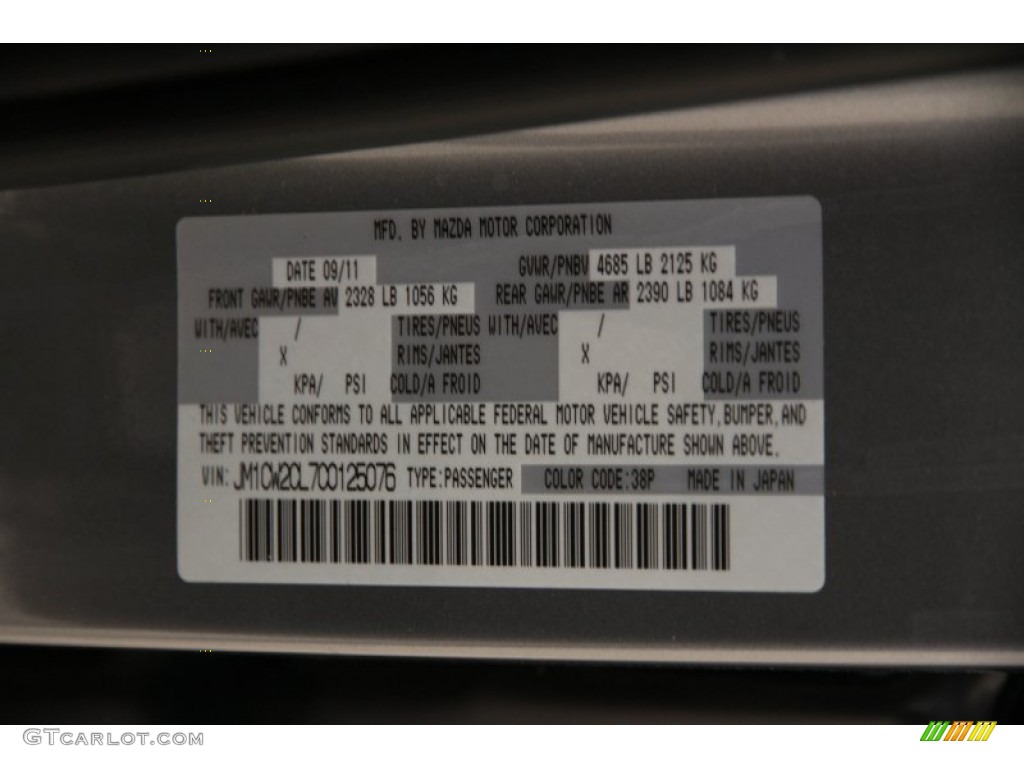 MFD. BY MAZDA MOTOR CORPORATION
DATE 09/11 GVWR/PNBV 4685 LB 2125 KG
FRONT GAWR/PNBE AV 2328 LB 1056 KG REAR GAWR/PNBE AR 2390 LB 1084 KG
WITH/AVEC / TIRES/PNEUS WITH/AVEC / TIRES/PNEUS
X RIMS/JANTES X RIMS/JANTES
KPA/ PSI COLD/A FROID KPA/ PSI COLD/A FROID
THIS VEHICLE CONFORMS TO ALL APPLICABLE FEDERAL MOTOR VEHICLE SAFETY, BUMPER, AND
THEFT PREVENTION STANDARDS IN EFFECT ON THE DATE OF MANUFACTURE SHOWN ABOVE.
VIN: JM1CW2CL7C0125076 TYPE:PASSENGER COLOR CODE:38P MADE IN JAPAN
GTCARLOT.COM